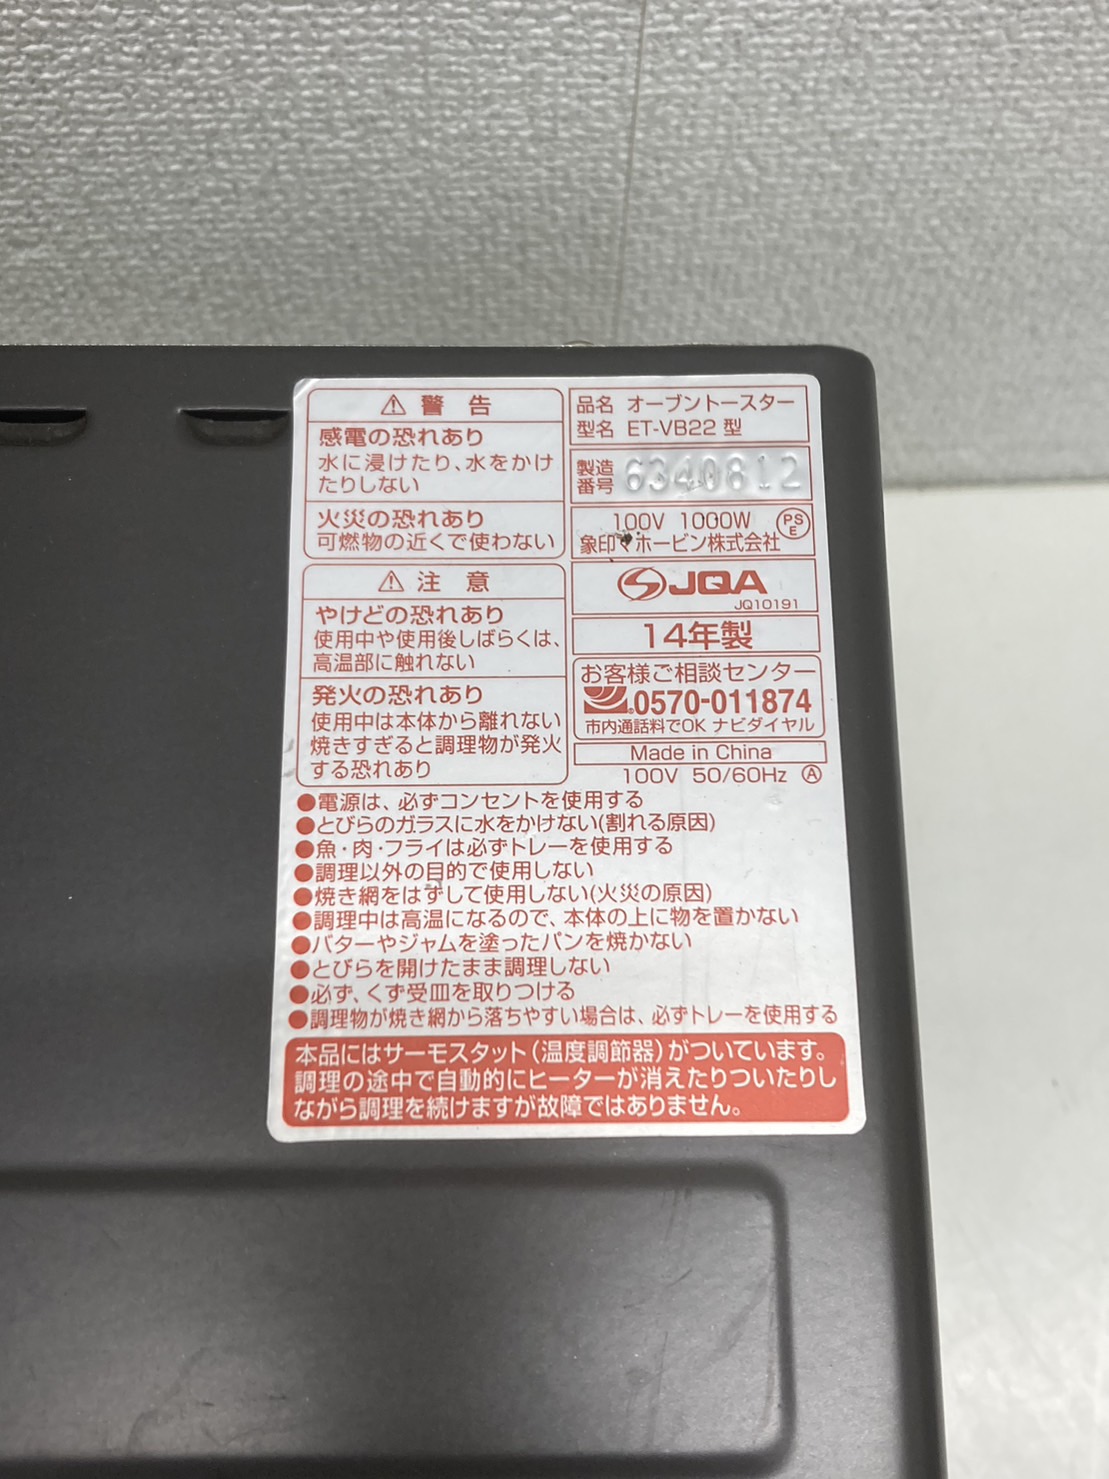 ⚠ 警告
感電の恐れあり
水に浸けたり、水をかけ
たりしない
火災の恐れあり
可燃物の近くで使わない
⚠ 注意
やけどの恐れあり
使用中や使用後しばらくは、
高温部に触れない
発火の恐れあり
使用中は本体から離れない
焼きすぎると調理物が発火
する恐れあり
品名 オーブントースター
型名 ET-VB22 型
製造
番号 6340812
100V 1000W PS
E
象印マホービン株式会社
JQA
JQ10191
14年製
お客様ご相談センター
0570-011874
市内通話料でOK ナビダイヤル
Made in China
100V 50/60Hz Ⓐ
●電源は、必ずコンセントを使用する
●とびらのガラスに水をかけない(割れる原因)
●魚・肉・フライは必ずトレーを使用する
●調理以外の目的で使用しない
●焼き網をはずして使用しない(火災の原因)
●調理中は高温になるので、本体の上に物を置かない
●バターやジャムを塗ったパンを焼かない
●とびらを開けたまま調理しない
●必ず、くず受皿を取りつける
●調理物が焼き網から落ちやすい場合は、必ずトレーを使用する
本品にはサーモスタット(温度調節器)がついています。
調理の途中で自動的にヒーターが消えたりついたりし
ながら調理を続けますが故障ではありません。